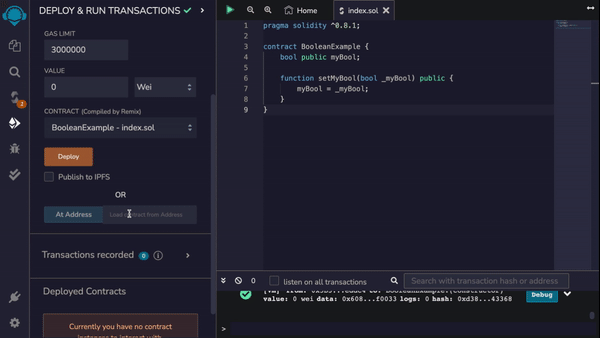 DEPLOY & RUN TRANSACTIONS
GAS LIMIT
3000000
VALUE
0
Wei
CONTRACT (Compiled by Remix)
BooleanExample - index.sol
Deploy
Publish to IPFS
OR
At Address
Load contract from Address
Transactions recorded 0 i
Deployed Contracts
Currently you have no contract
instances to interact with
2
Home
index.sol
1 pragma solidity ^0.8.1;
2
3 contract BooleanExample {
4 bool public myBool;
5
6 function setMyBool(bool _myBool) public {
7 myBool = _myBool;
8 }
9 }
0
listen on all transactions
Search with transaction hash or address
value: 0 wei data: 0x608...f0033 logs: 0 hash: 0xd38...43368
Debug
>